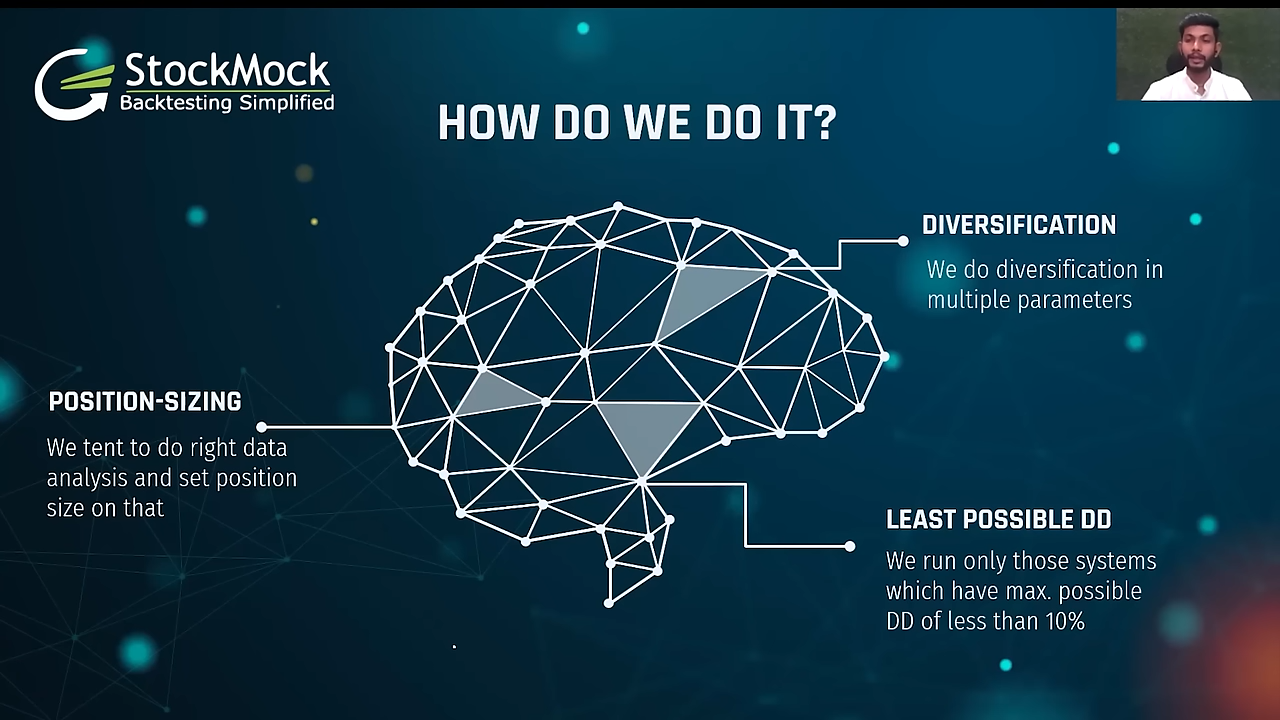 StockMock
Backtesting Simplified
HOW DO WE DO IT?
DIVERSIFICATION
We do diversification in
multiple parameters
POSITION-SIZING
We tent to do right data
analysis and set position
size on that
LEAST POSSIBLE DD
We run only those systems
which have max. possible
DD of less than 10%